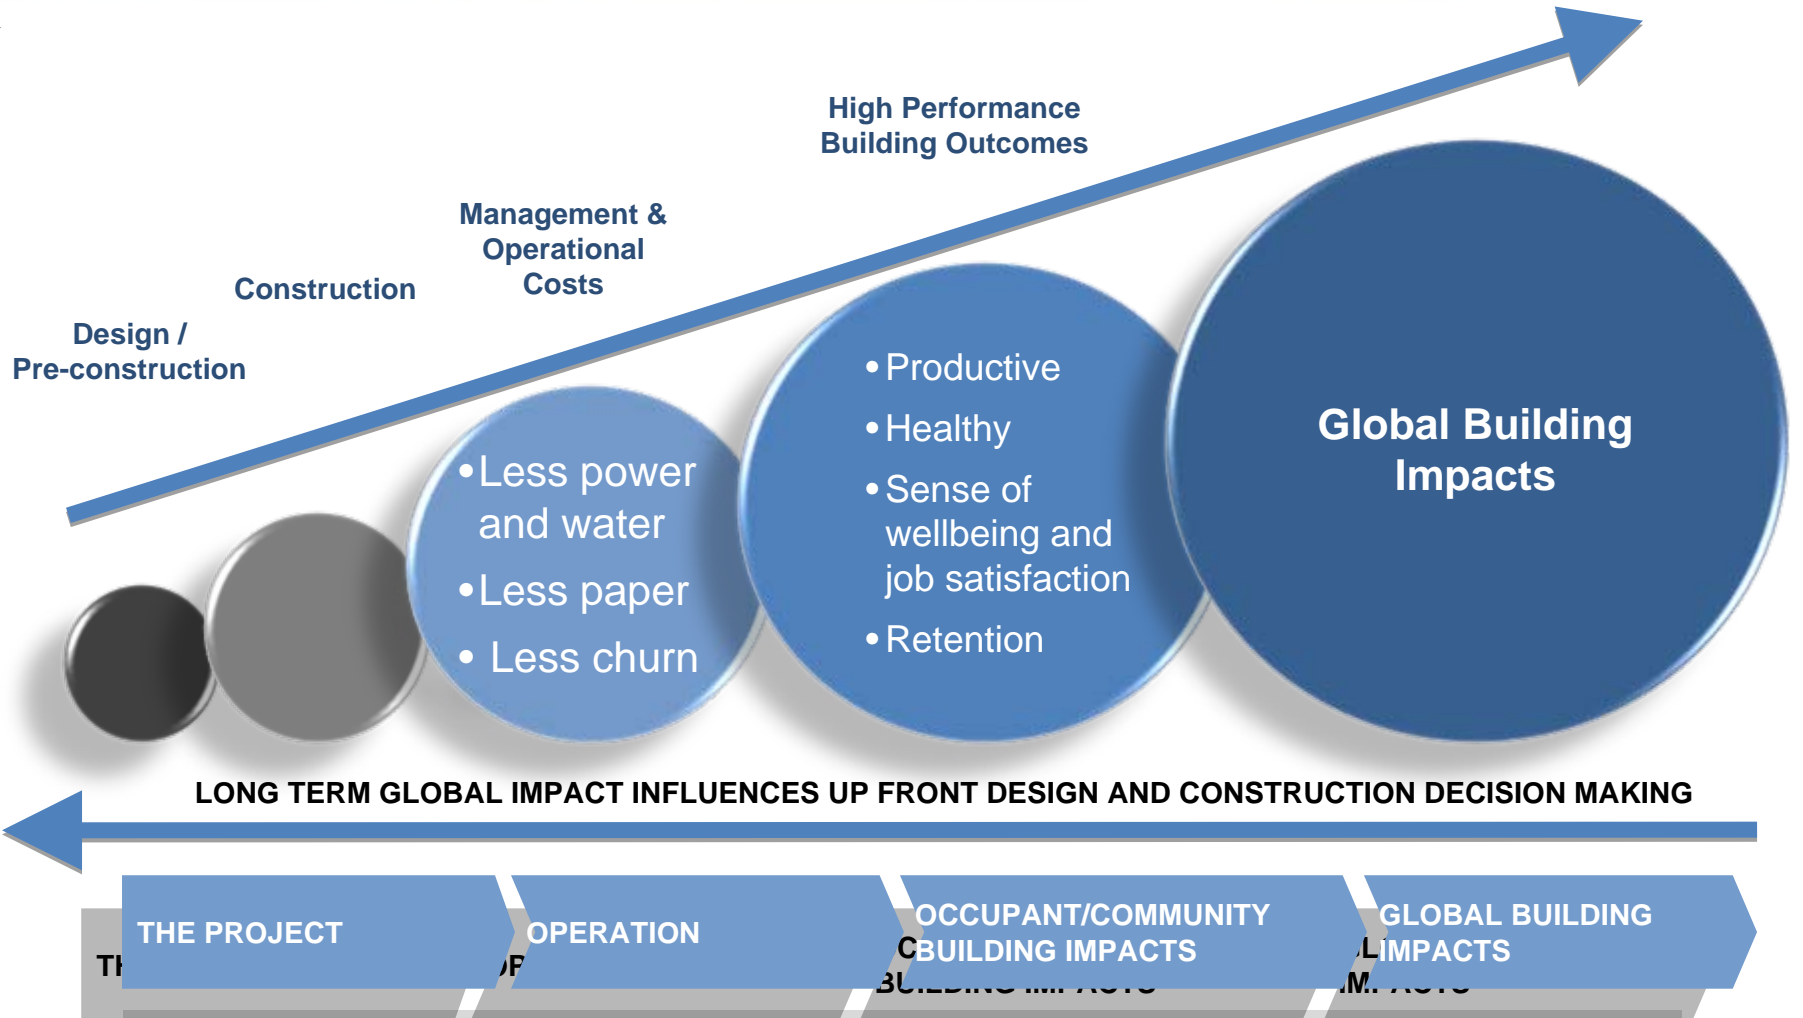 High Performance
Building Outcomes
Management &
Operational
Costs
Construction
Design /
Pre-construction
•Less power
and water
•Less paper
• Less churn
•Productive
•Healthy
•Sense of
wellbeing and
job satisfaction
•Retention
Global Building
Impacts
LONG TERM GLOBAL IMPACT INFLUENCES UP FRONT DESIGN AND CONSTRUCTION DECISION MAKING
THE PROJECT
OPERATION
OCCUPANT/COMMUNITY
BUILDING IMPACTS
GLOBAL BUILDING
IMPACTS